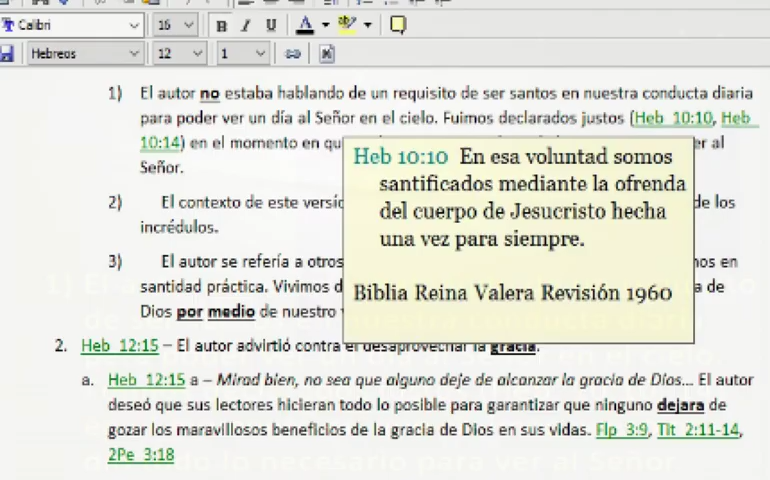 Calibri 16 B I U A ab
Hebreos 12 1
1) El autor no estaba hablando de un requisito de ser santos en nuestra conducta diaria
para poder ver un día al Señor en el cielo. Fuimos declarados justos (Heb 10:10, Heb
10:14) en el momento en
Señor.
Heb 10:10 En esa voluntad somos
santificados mediante la ofrenda
del cuerpo de Jesucristo hecha
una vez para siempre.
Biblia Reina Valera Revisión 1960
2) El contexto de este de los
incrédulos.
3) El autor se refería a otros en
santidad práctica. Vivimos de
Dios por medio de nuestro
2. Heb 12:15 – El autor advirtió contra el desaprovechar la gracia.
a. Heb 12:15 a – Mirad bien, no sea que alguno deje de alcanzar la gracia de Dios... El autor
deseó que sus lectores hicieran todo lo posible para garantizar que ninguno dejara de
gozar los maravillosos beneficios de la gracia de Dios en sus vidas. Flp 3:9, Tit 2:11-14,
2Pe 3:18